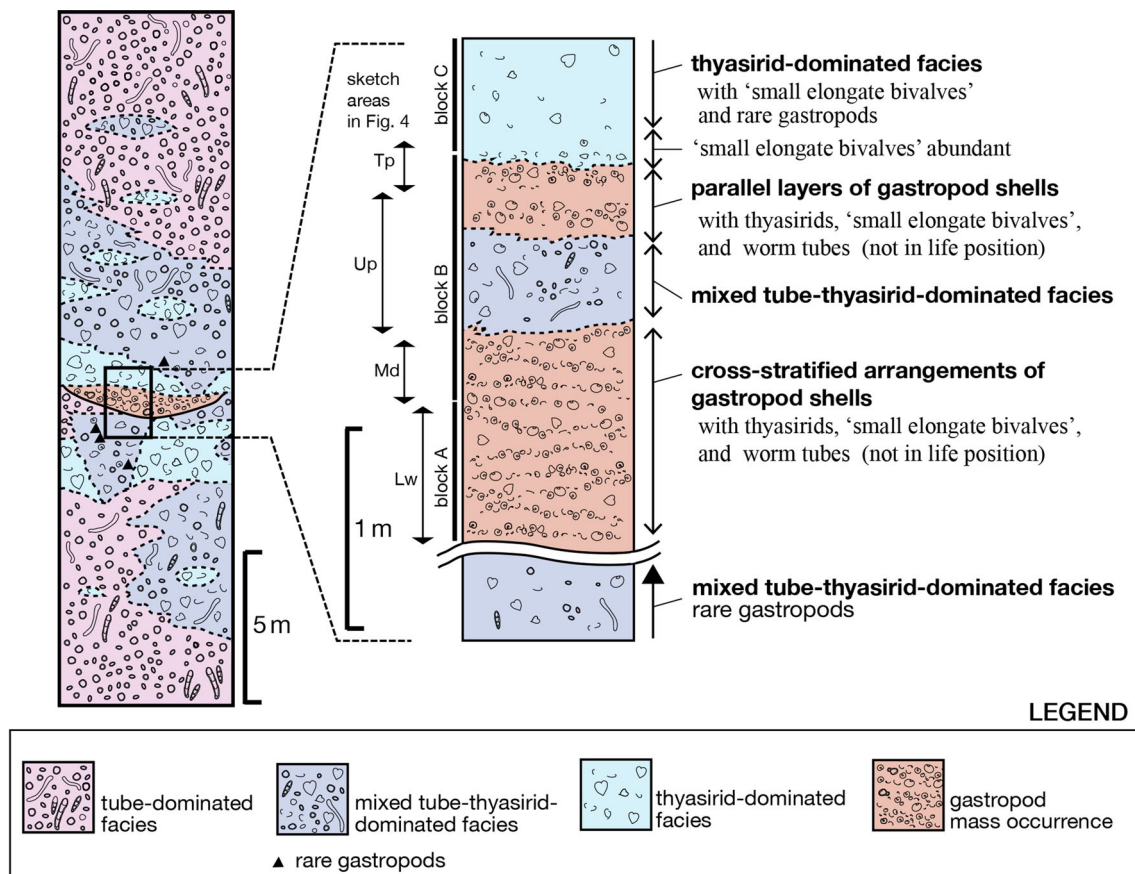 sketch
areas
in Fig. 4
Tp
Up
Md
Lw
block C
block B
block A
1 m
5 m
thyasirid-dominated facies
with ‘small elongate bivalves’
and rare gastropods
‘small elongate bivalves’ abundant
parallel layers of gastropod shells
with thyasirids, ‘small elongate bivalves’,
and worm tubes (not in life position)
mixed tube-thyasirid-dominated facies
cross-stratified arrangements of
gastropod shells
with thyasirids, ‘small elongate bivalves’,
and worm tubes (not in life position)
mixed tube-thyasirid-dominated facies
rare gastropods
LEGEND
tube-dominated
facies
mixed tube-thyasirid-
dominated facies
thyasirid-dominated
facies
gastropod
mass occurrence
▲ rare gastropods